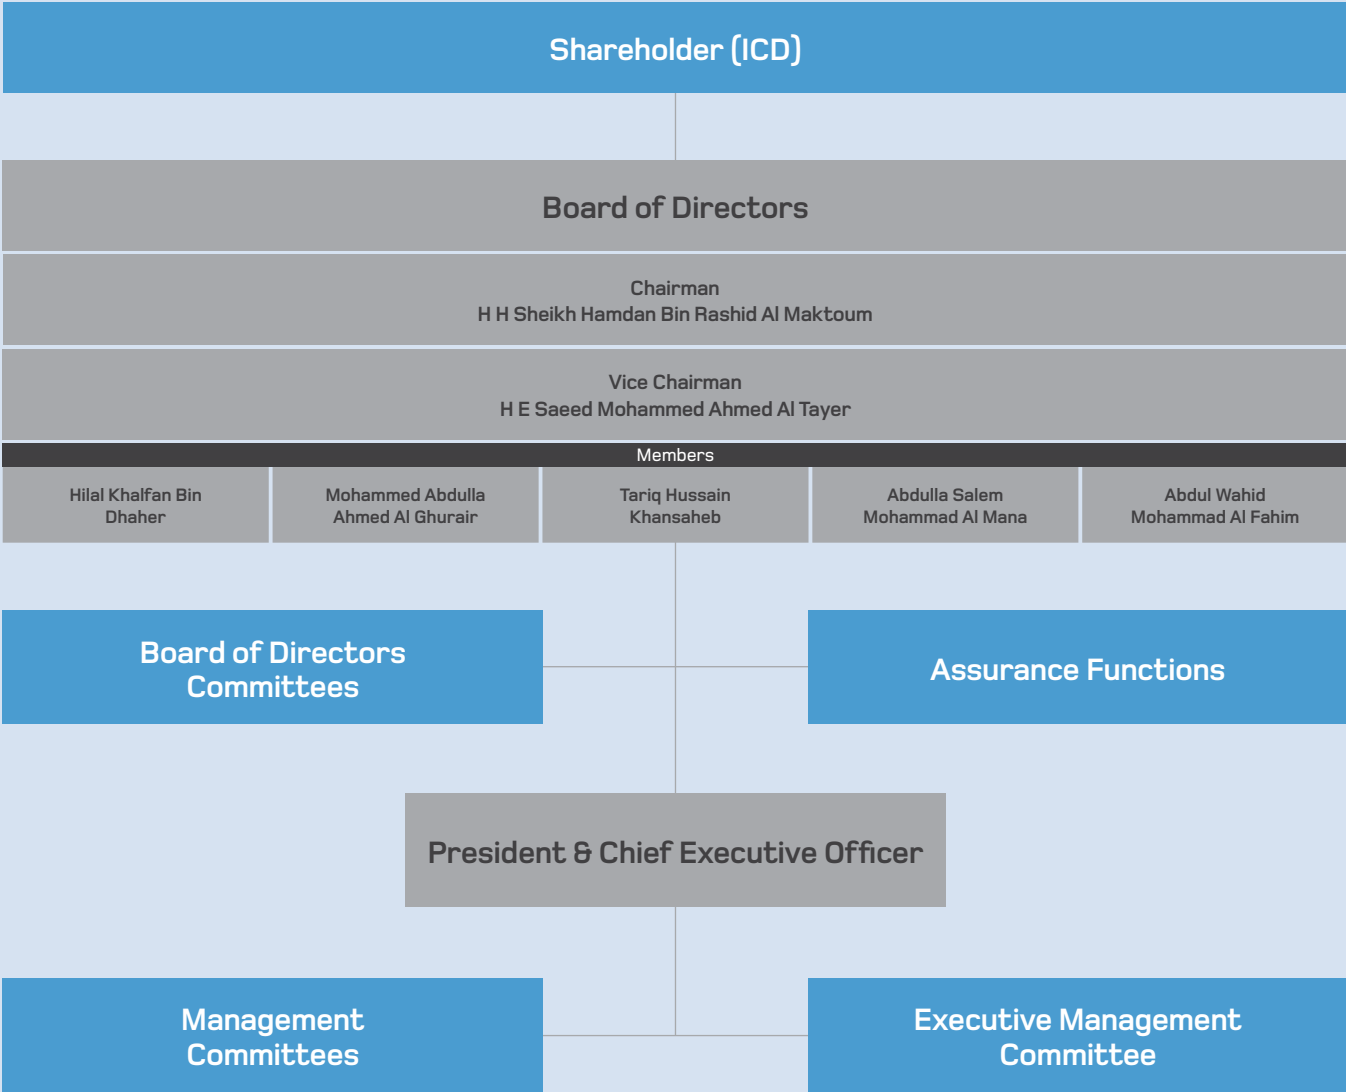 Shareholder (ICD)
Board of Directors
Chairman
H H Sheikh Hamdan Bin Rashid Al Maktoum
Vice Chairman
H E Saeed Mohammed Ahmed Al Tayer
Members
Hilal Khalfan Bin
Dhaher
Mohammed Abdulla
Ahmed Al Ghurair
Tariq Hussain
Khansaheb
Abdulla Salem
Mohammad Al Mana
Abdul Wahid
Mohammad Al Fahim
Board of Directors
Committees
Assurance Functions
President & Chief Executive Officer
Management
Committees
Executive Management
Committee